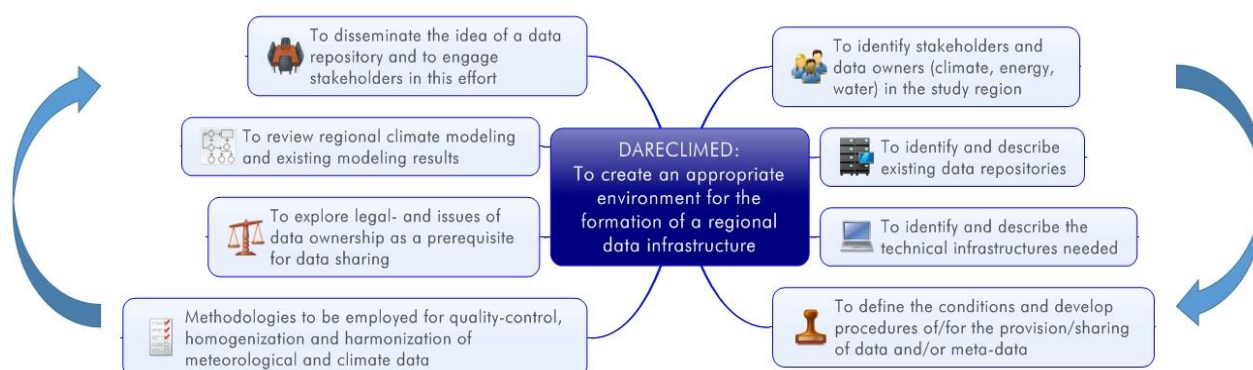 To disseminate the idea of a data
repository and to engage
stakeholders in this effort
To review regional climate modeling
and existing modeling results
To explore legal- and issues of
data ownership as a prerequisite
for data sharing
Methodologies to be employed for quality-control,
homogenization and harmonization of
meteorological and climate data
DARECLIMED:
To create an appropriate
environment for the
formation of a regional
data infrastructure
To identify stakeholders and
data owners (climate, energy,
water) in the study region
To identify and describe
existing data repositories
To identify and describe the
technical infrastructures needed
To define the conditions and develop
procedures of/for the provision/sharing
of data and/or meta-data